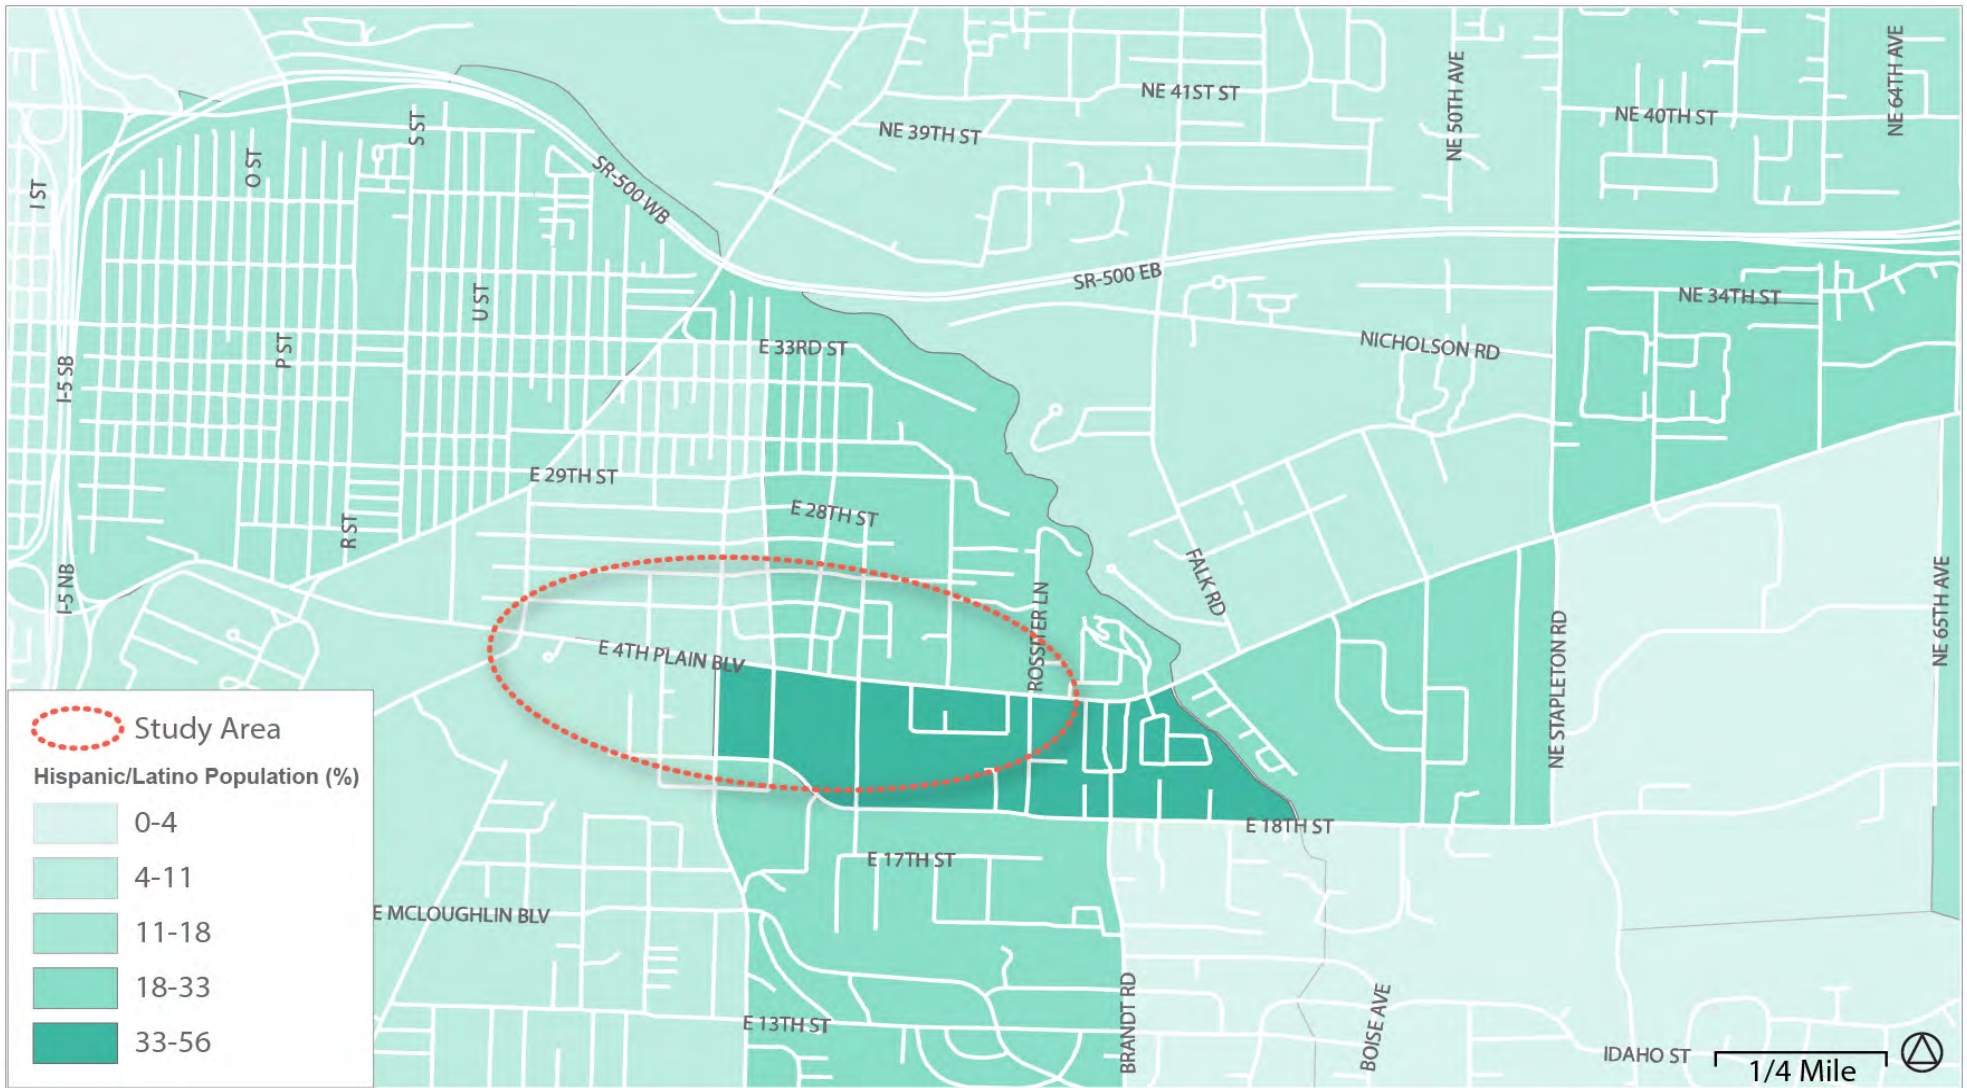 NE 41ST ST
NE 50TH AVE
NE 40TH ST
NE 64TH AVE
NE 39TH ST
S ST
O ST
I ST
SR-500 WB
SR-500 EB
NE 34TH ST
U ST
P ST
E 33RD ST
NICHOLSON RD
I-5 SB
E 29TH ST
E 28TH ST
R ST
I-5 NB
FALK RD
ROSSITER LN
NE 65TH AVE
NE STAPLETON RD
E 4TH PLAIN BLV
E 18TH ST
E 17TH ST
E MCLOUGHLIN BLV
E 13TH ST
BRANDT RD
BOISE AVE
IDAHO ST
1/4 Mile
Study Area
Hispanic/Latino Population (%)
0-4
4-11
11-18
18-33
33-56